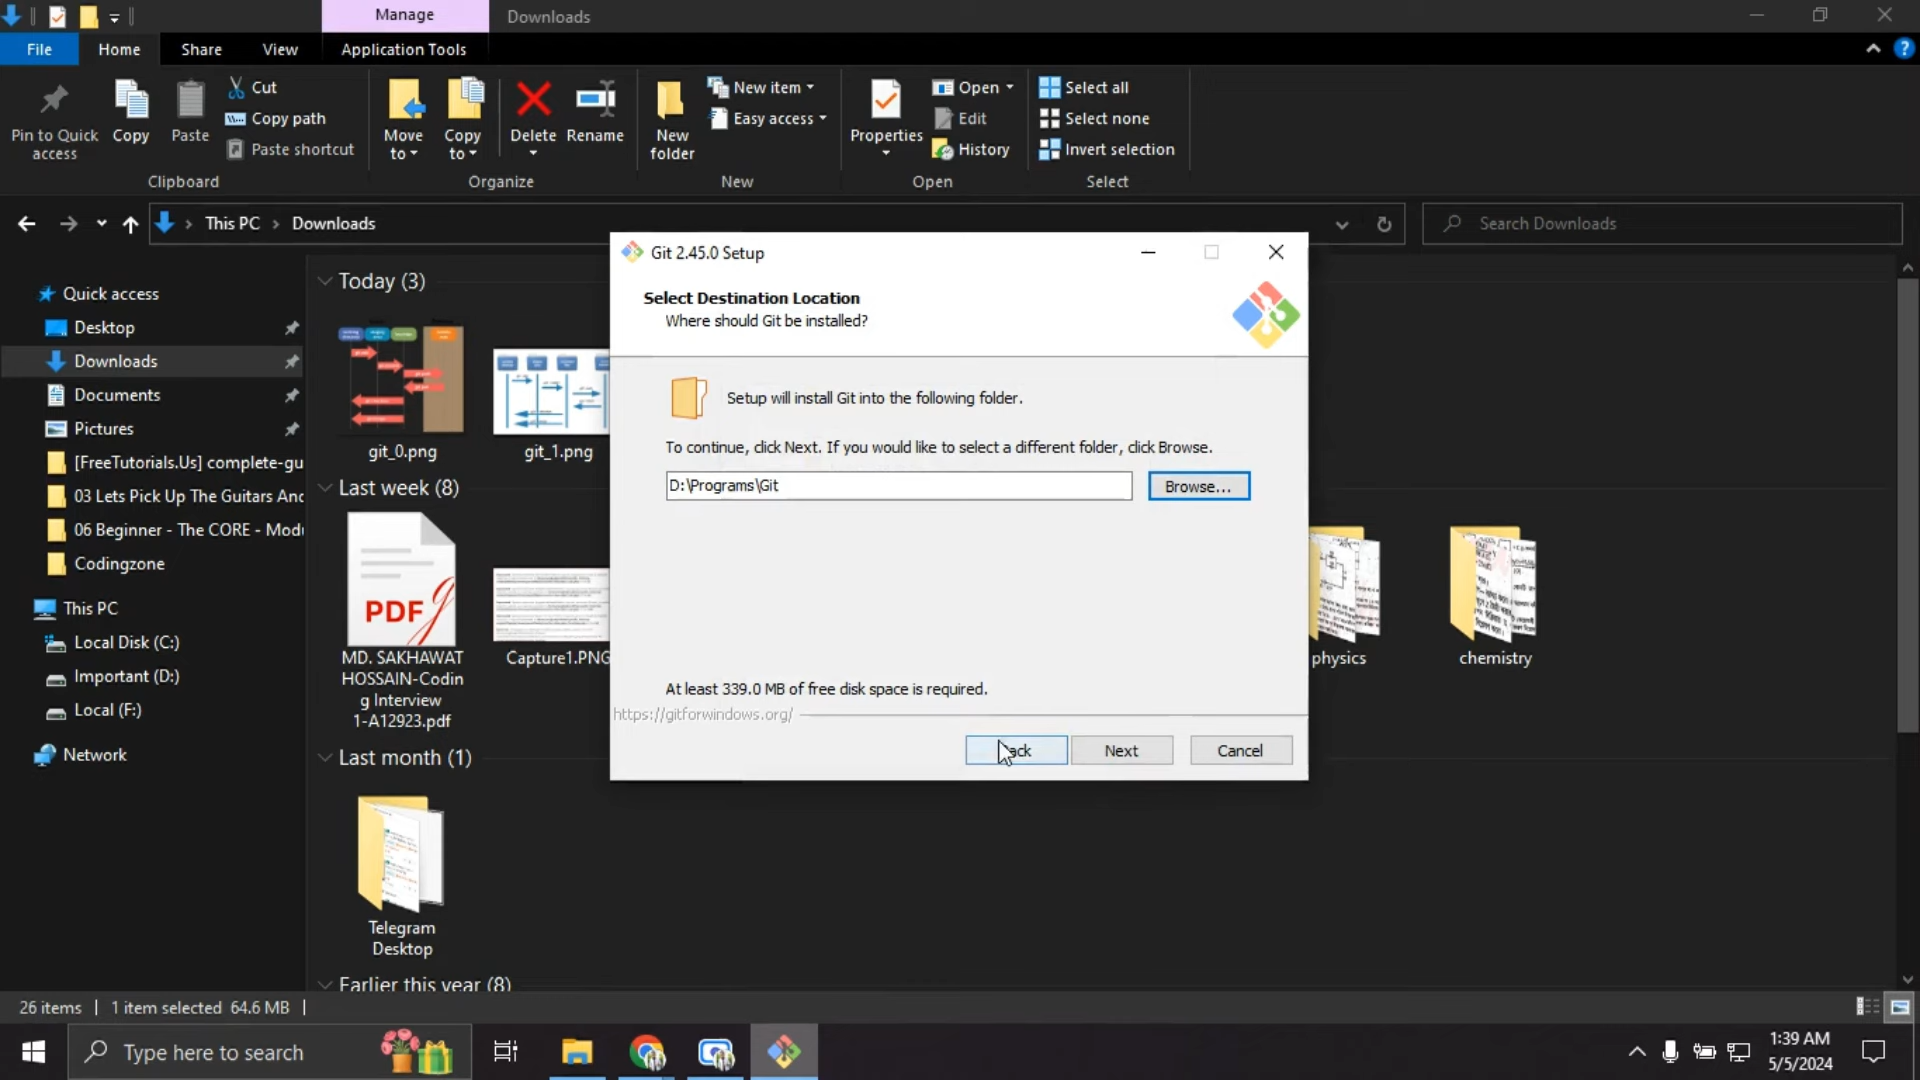 Manage
Downloads
File
Home
Share
View
Application Tools
Pin to Quick access
Copy
Paste
Cut
Copy path
Paste shortcut
Clipboard
Move to
Copy to
Delete
Rename
Organize
New folder
New item
Easy access
New
Properties
Open
Edit
History
Open
Select all
Select none
Invert selection
Select
This PC
Downloads
Search Downloads
Quick access
Desktop
Downloads
Documents
Pictures
[FreeTutorials.Us] complete-gu
03 Lets Pick Up The Guitars And
06 Beginner - The CORE - Modu
Codingzone
This PC
Local Disk (C:)
Important (D:)
Local (F:)
Network
Today (3)
git_0.png
git_1.png
Last week (8)
PDF
MD. SAKHAWAT
HOSSAIN-Codin
g Interview
1-A12923.pdf
Capture1.PNG
physics
chemistry
Last month (1)
Telegram
Desktop
Earlier this year (8)
Git 2.45.0 Setup
Select Destination Location
Where should Git be installed?
Setup will install Git into the following folder.
To continue, click Next. If you would like to select a different folder, click Browse.
D:\Programs\Git
Browse...
At least 339.0 MB of free disk space is required.
https://gitforwindows.org/
Next
Cancel
26 items
1 item selected 64.6 MB
Type here to search
1:39 AM
5/5/2024